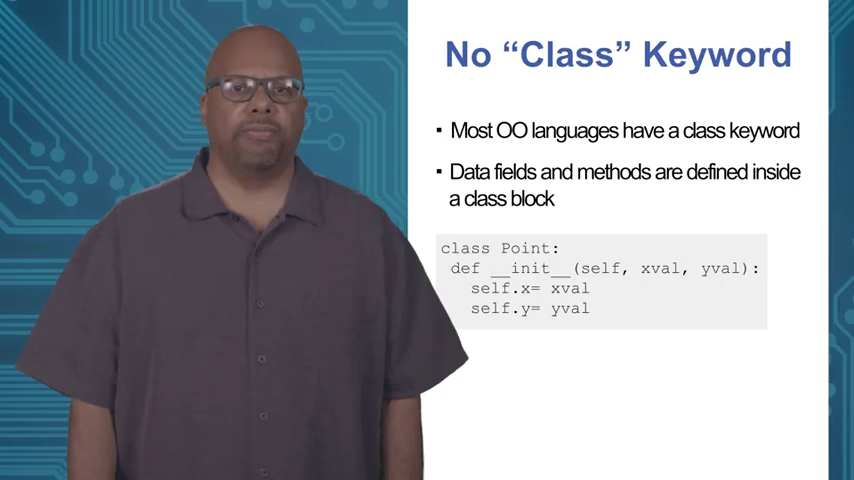 No “Class” Keyword
▪ Most OO languages have a class keyword
▪ Data fields and methods are defined inside
a class block
class Point:
 def __init__(self, xval, yval):
  self.x= xval
  self.y= yval